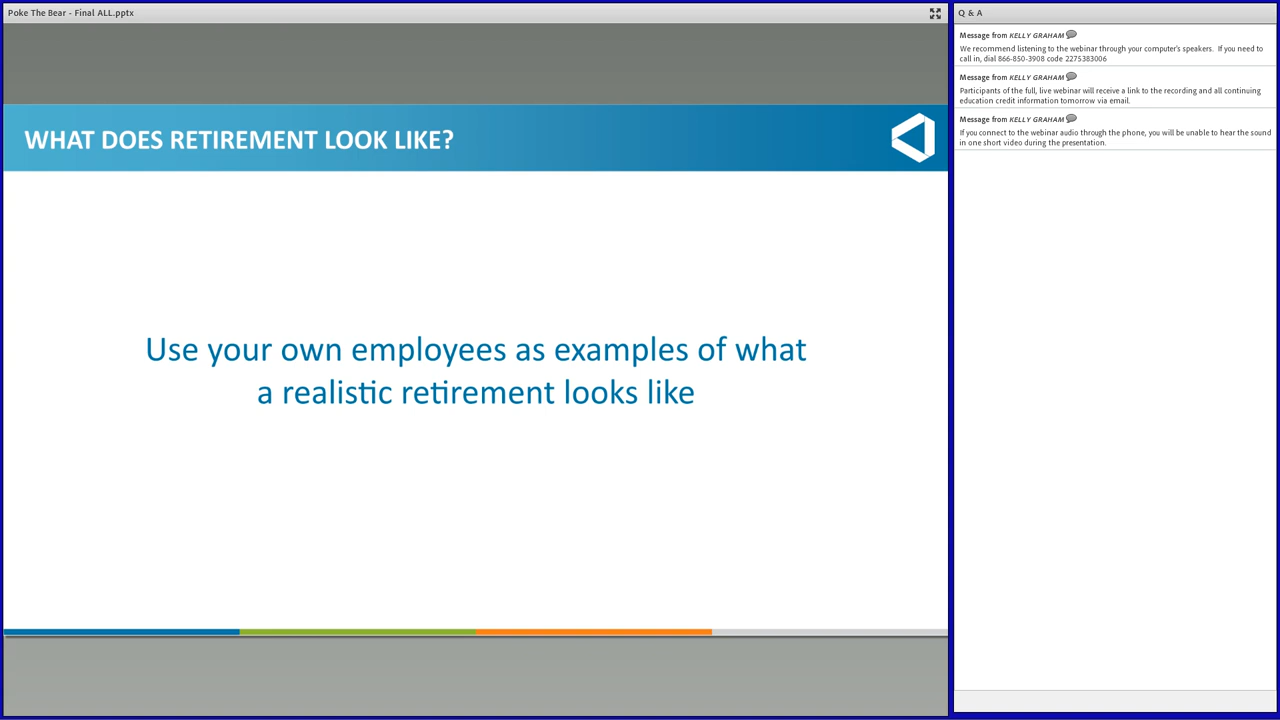 Poke The Bear - Final ALL.pptx
WHAT DOES RETIREMENT LOOK LIKE?
Use your own employees as examples of what
a realistic retirement looks like
Q & A
Message from KELLY GRAHAM
We recommend listening to the webinar through your computer's speakers. If you need to
call in, dial 866-850-3908 code 2275383006
Message from KELLY GRAHAM
Participants of the full, live webinar will receive a link to the recording and all continuing
education credit information tomorrow via email.
Message from KELLY GRAHAM
If you connect to the webinar audio through the phone, you will be unable to hear the sound
in one short video during the presentation.